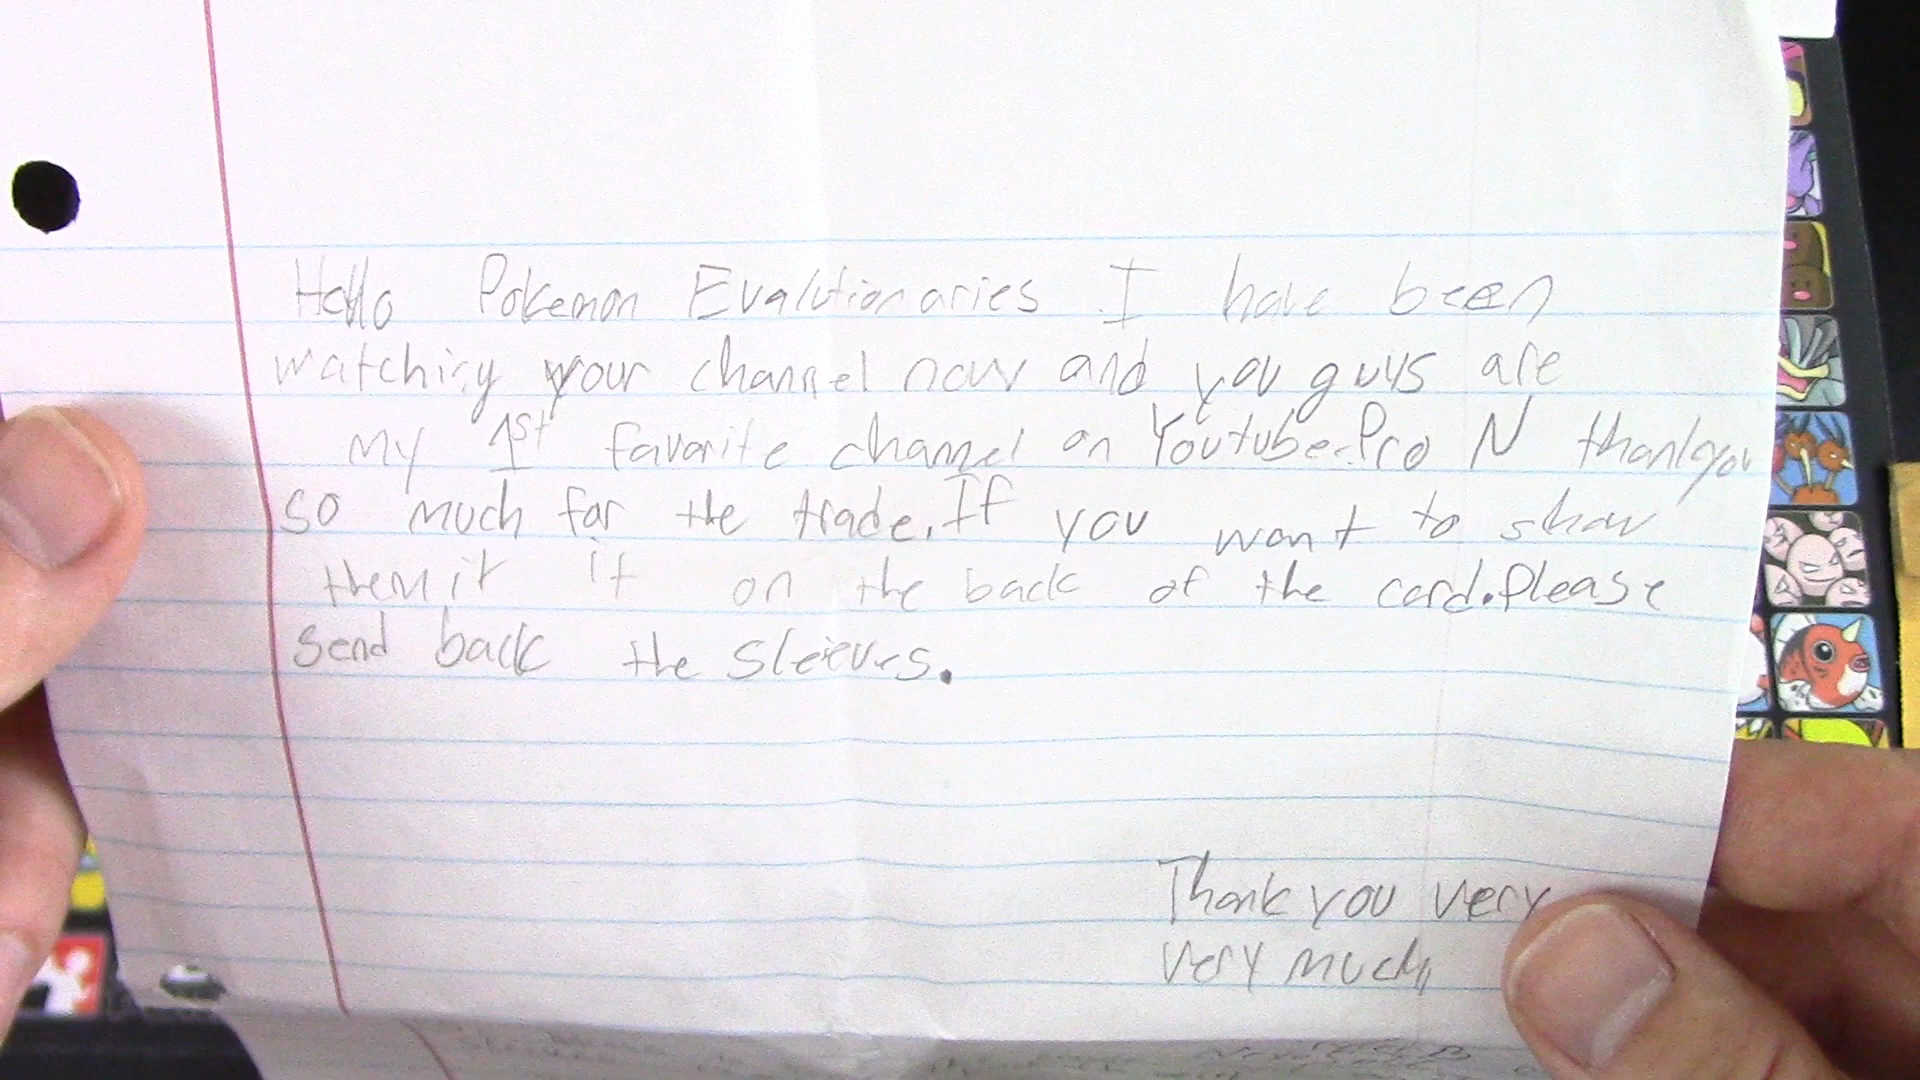 Hello Pokemon Evalutionaries I have been
watching your channel now and you guys are
my 1st favorite channel on Youtube.Pro N thankyou
so much for the trade. If you want to show
them it it on the back of the card. Please
send back the sleeves.
Thank you very
very much,